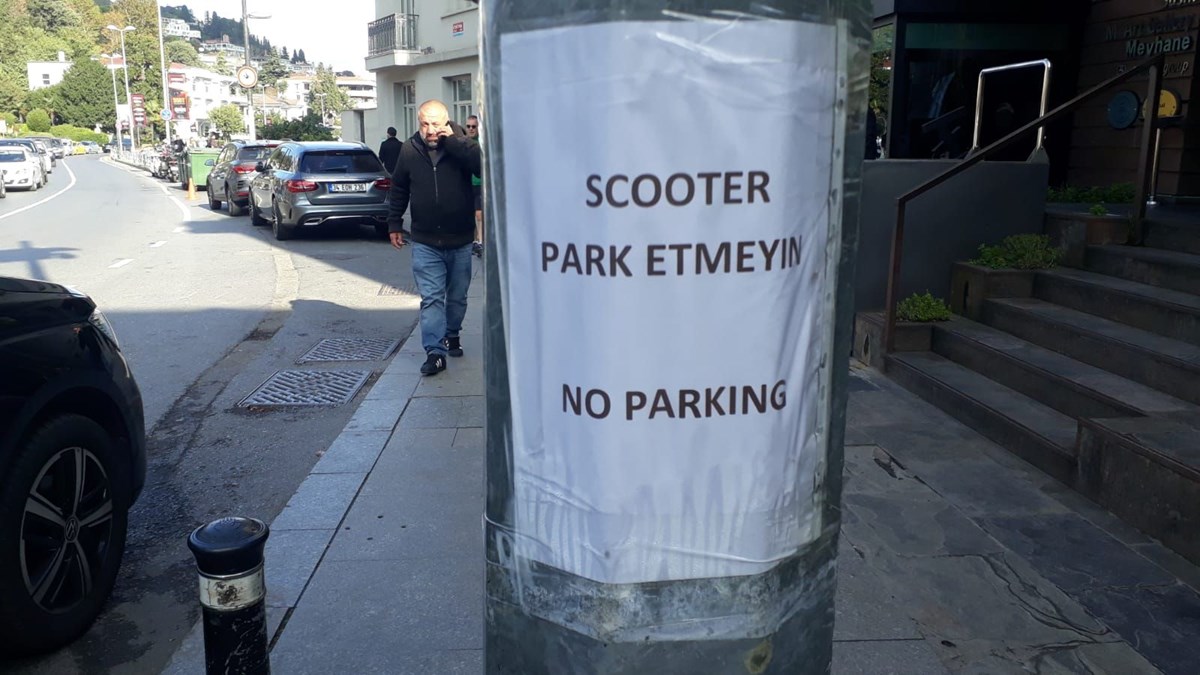 SCOOTER
PARK ETMEYIN
NO PARKING
Meyhane